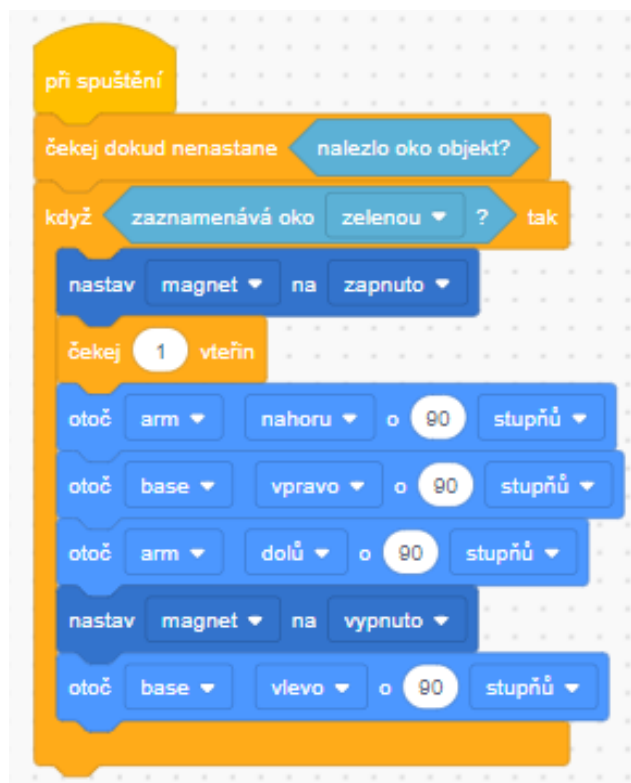 při spuštění
čekej dokud nenastane nalezlo oko objekt?
když zaznamenává oko zelenou ? tak
nastav magnet na zapnuto
čekej 1 vteřin
otoč arm nahoru o 90 stupňů
otoč base vpravo o 90 stupňů
otoč arm dolů o 90 stupňů
nastav magnet na vypnuto
otoč base vlevo o 90 stupňů